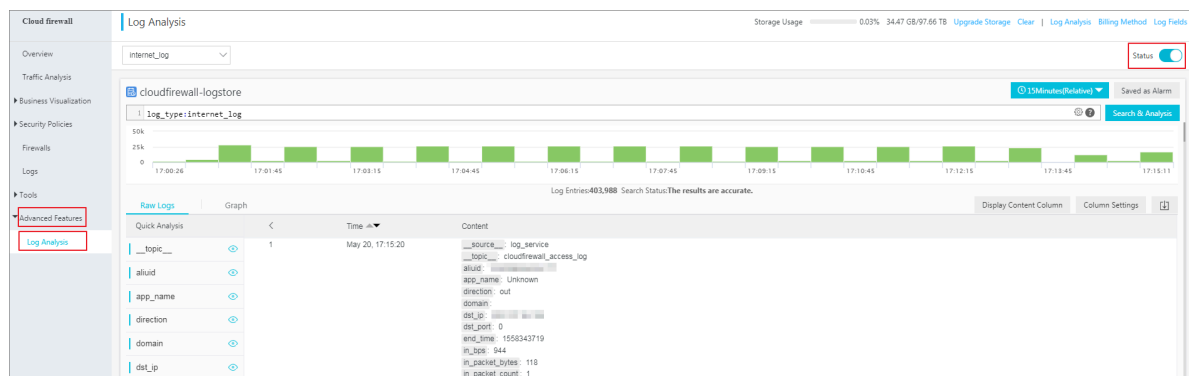 Cloud firewall
Log Analysis
Storage Usage 0.03% 34.47 GB/97.66 TB Upgrade Storage Clear | Log Analysis Billing Method Log Fields
Overview
internet_log
Status
Traffic Analysis
Business Visualization
cloudfirewall-logstore
15Minutes(Relative)
Saved as Alarm
1 log_type:internet_log
Search & Analysis
Security Policies
50k
25k
0
Firewalls
17:00:26 17:01:45 17:03:15 17:04:45 17:06:15 17:07:45 17:09:15 17:10:45 17:12:15 17:13:45 17:15:11
Logs
Log Entries:403,988 Search Status:The results are accurate.
Tools
Raw Logs Graph
Display Content Column Column Settings
Advanced Features
Quick Analysis < Time Content
Log Analysis
__topic__
1 May 20, 17:15:20
__source__: log_service
__topic__: cloudfirewall_access_log
aliuid
aliuid:
app_name: Unknown
app_name
direction: out
domain:
direction
dst_ip:
dst_port: 0
domain
end_time: 1558343719
in_bps: 944
dst_ip
in_packet_bytes: 118
in_packet_count: 1